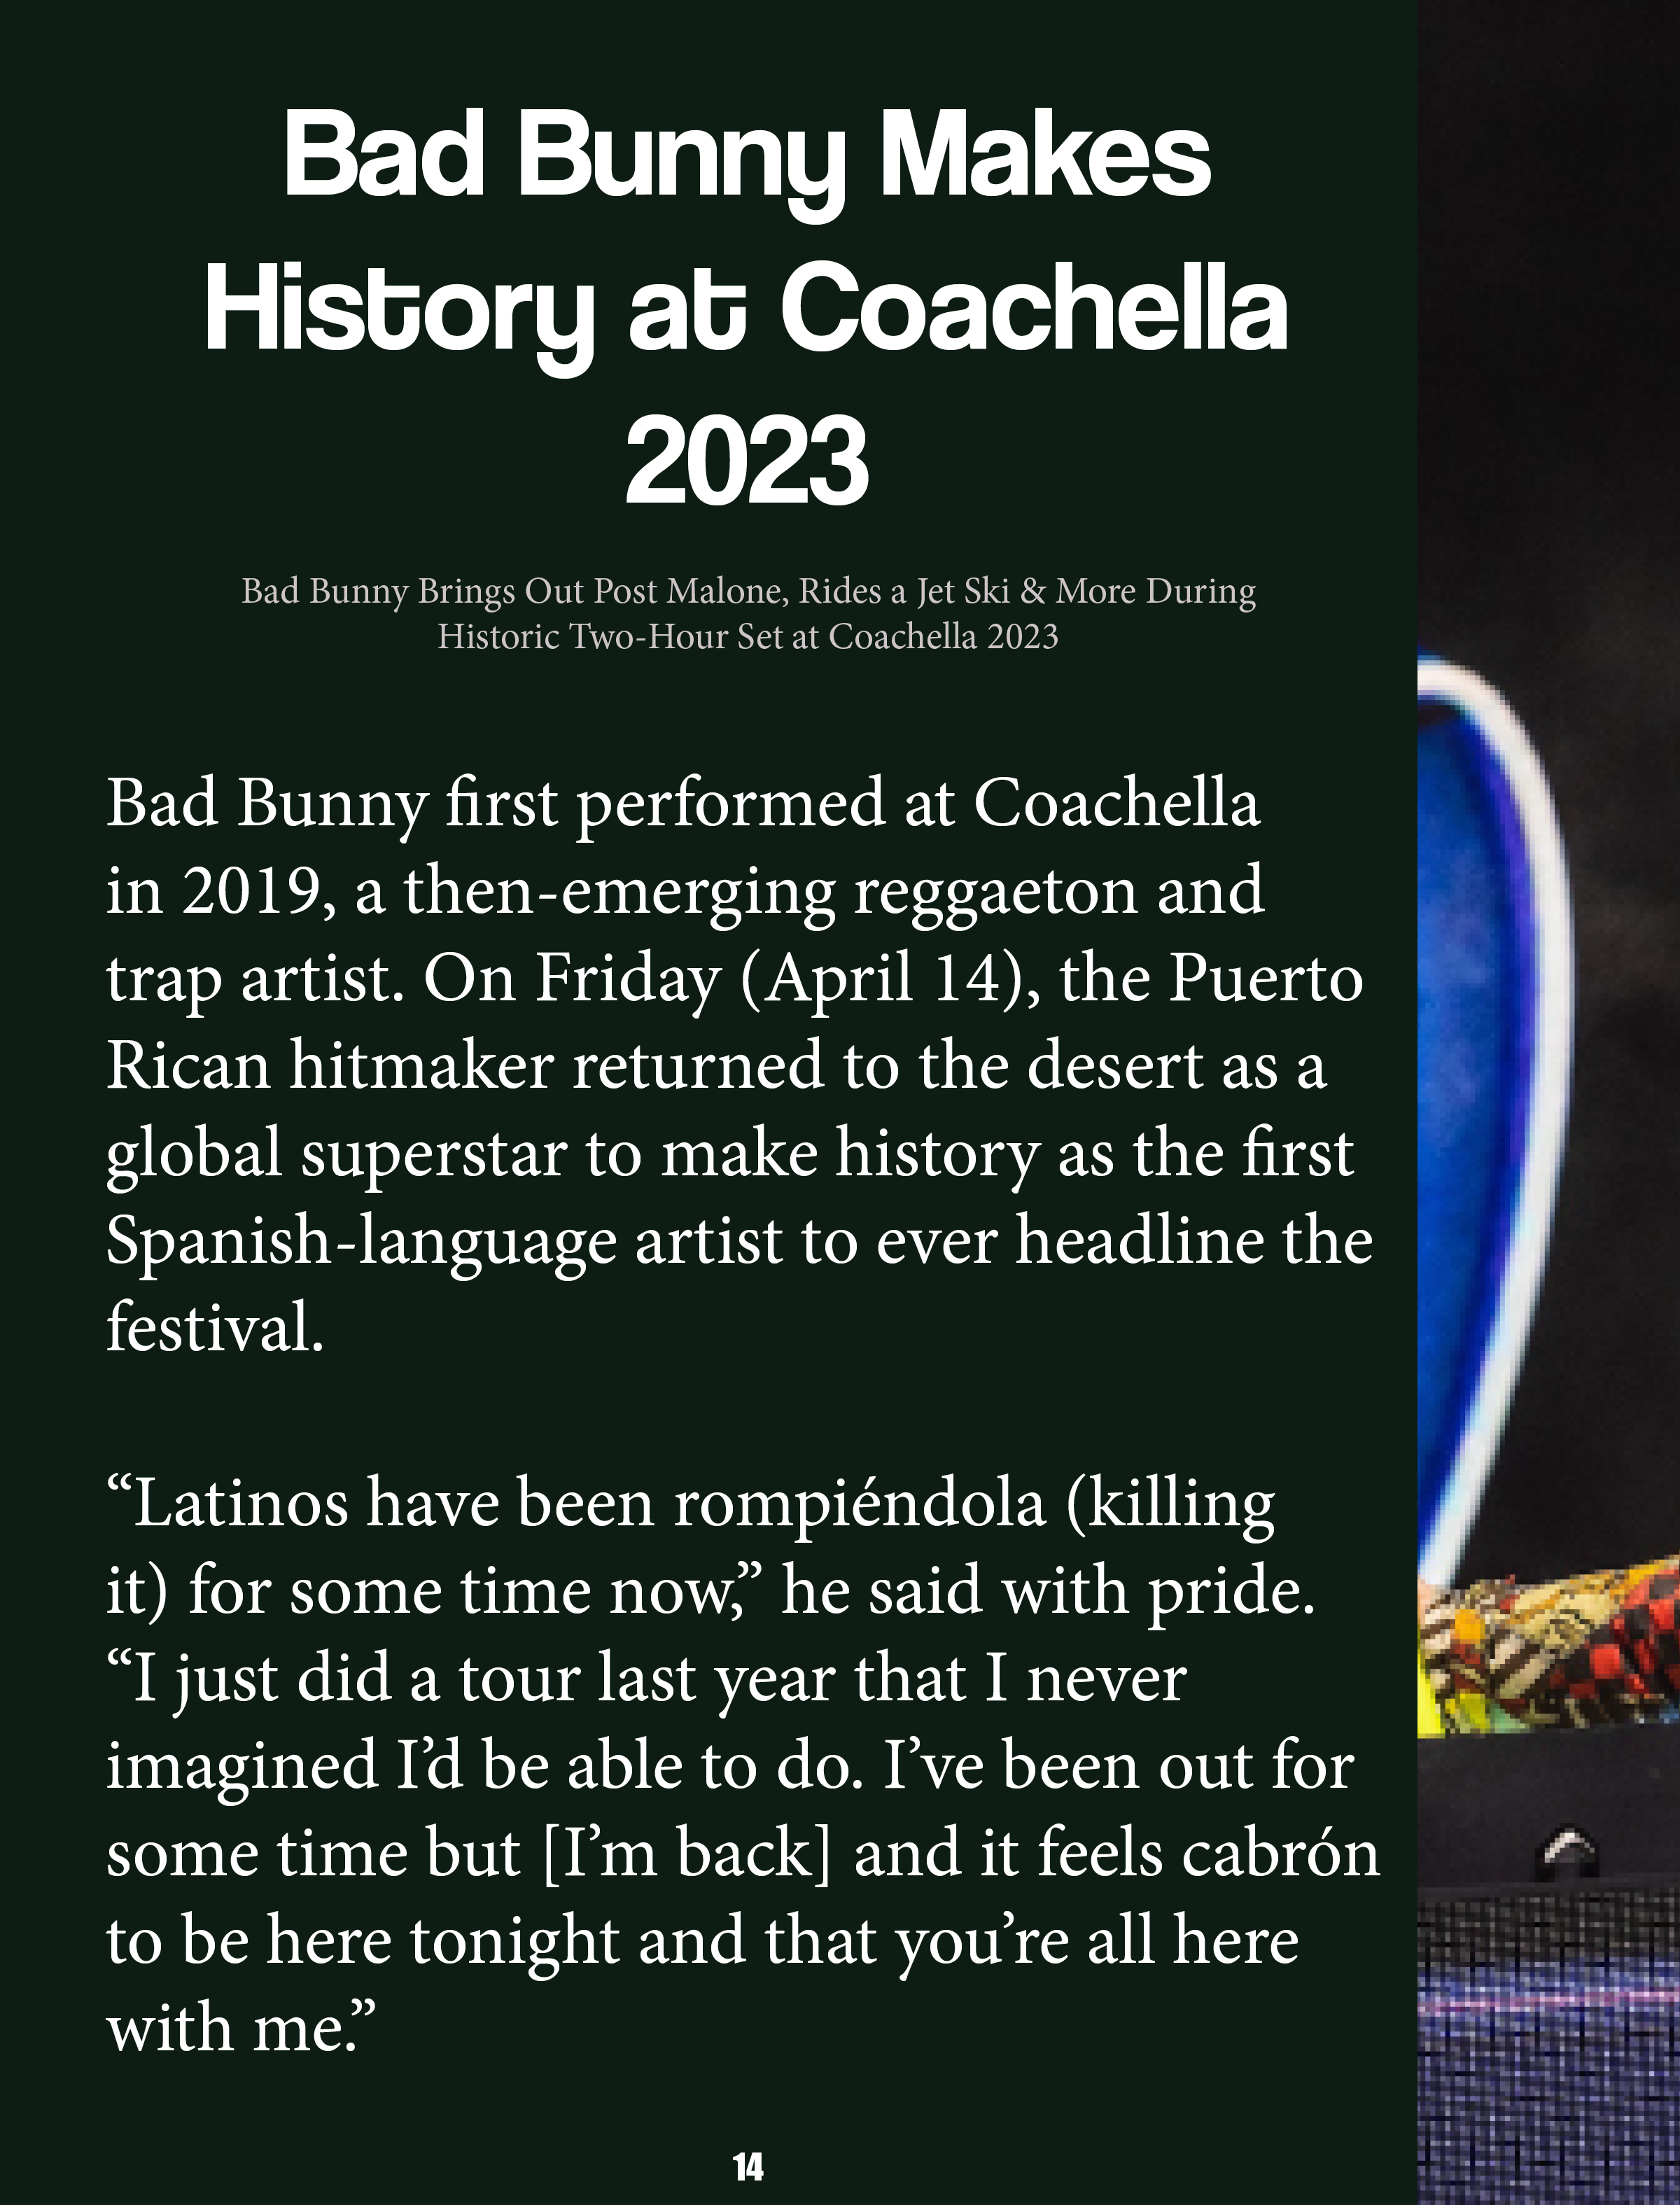 Bad Bunny Makes
History at Coachella
2023
Bad Bunny Brings Out Post Malone, Rides a Jet Ski & More During
Historic Two-Hour Set at Coachella 2023
Bad Bunny first performed at Coachella
in 2019, a then-emerging reggaeton and
trap artist. On Friday (April 14), the Puerto
Rican hitmaker returned to the desert as a
global superstar to make history as the first
Spanish-language artist to ever headline the
festival.
“Latinos have been rompiéndola (killing
it) for some time now,” he said with pride.
“I just did a tour last year that I never
imagined I’d be able to do. I’ve been out for
some time but [I’m back] and it feels cabrón
to be here tonight and that you’re all here
with me.”
14